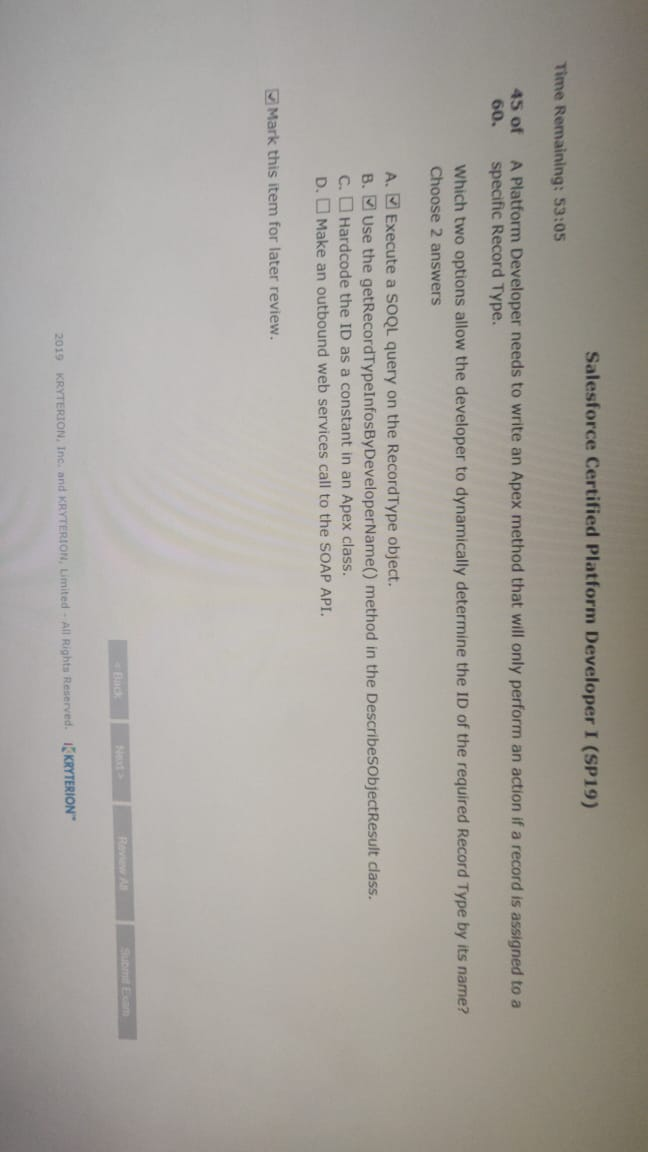 Salesforce Certified Platform Developer I (SP19)
Time Remaining: 53:05
45 of 60. A Platform Developer needs to write an Apex method that will only perform an action if a record is assigned to a
specific Record Type.
Which two options allow the developer to dynamically determine the ID of the required Record Type by its name?
Choose 2 answers
A. Execute a SOQL query on the RecordType object.
B. Use the getRecordTypeInfosByDeveloperName() method in the DescribeSObjectResult class.
C. Hardcode the ID as a constant in an Apex class.
D. Make an outbound web services call to the SOAP API.
Mark this item for later review.
< Back Next > Review All Submit Exam
2019 KRYTERION, Inc. and KRYTERION, Limited - All Rights Reserved. KRYTERION™